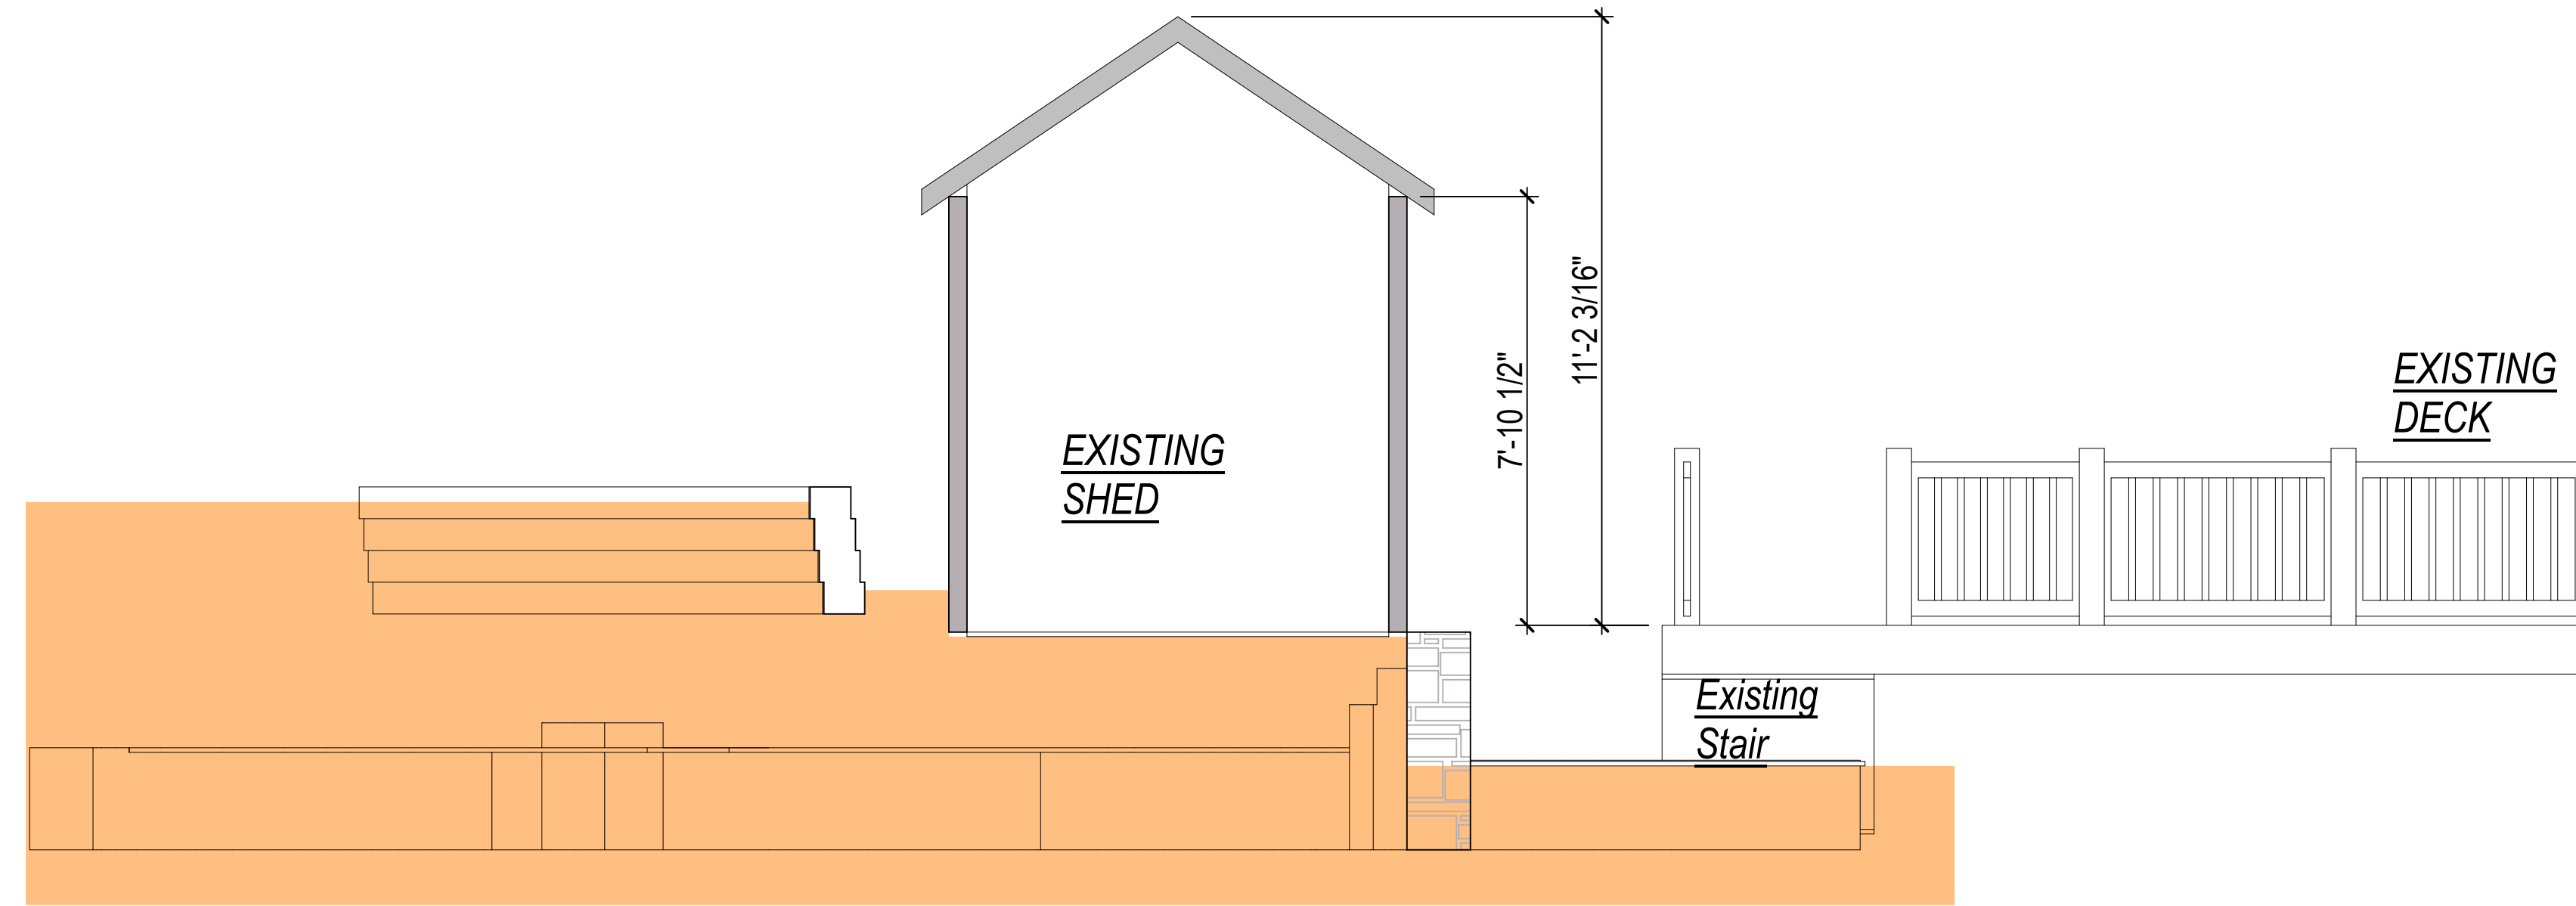 11'-2 3/16"
7'-10 1/2"
EXISTING
DECK
EXISTING
SHED
Existing
Stair